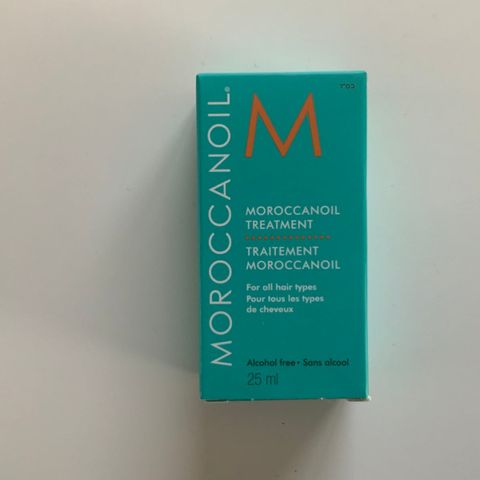 MOROCCANOIL®
M
בס"ד
MOROCCANOIL
TREATMENT
TRAITEMENT
MOROCCANOIL
For all hair types
Pour tous les types
de cheveux
Alcohol free • Sans alcool
25 ml